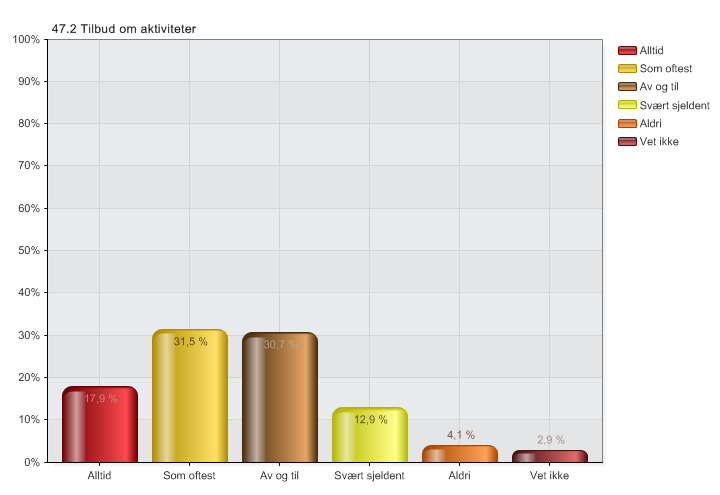 47.2 Tilbud om aktiviteter
100%
90%
80%
70%
60%
50%
40%
30%
20%
10%
0%
17,9 %
31,5 %
30,7 %
12,9 %
4,1 %
2,9 %
Alltid
Som oftest
Av og til
Svært sjeldent
Aldri
Vet ikke
Alltid
Som oftest
Av og til
Svært sjeldent
Aldri
Vet ikke